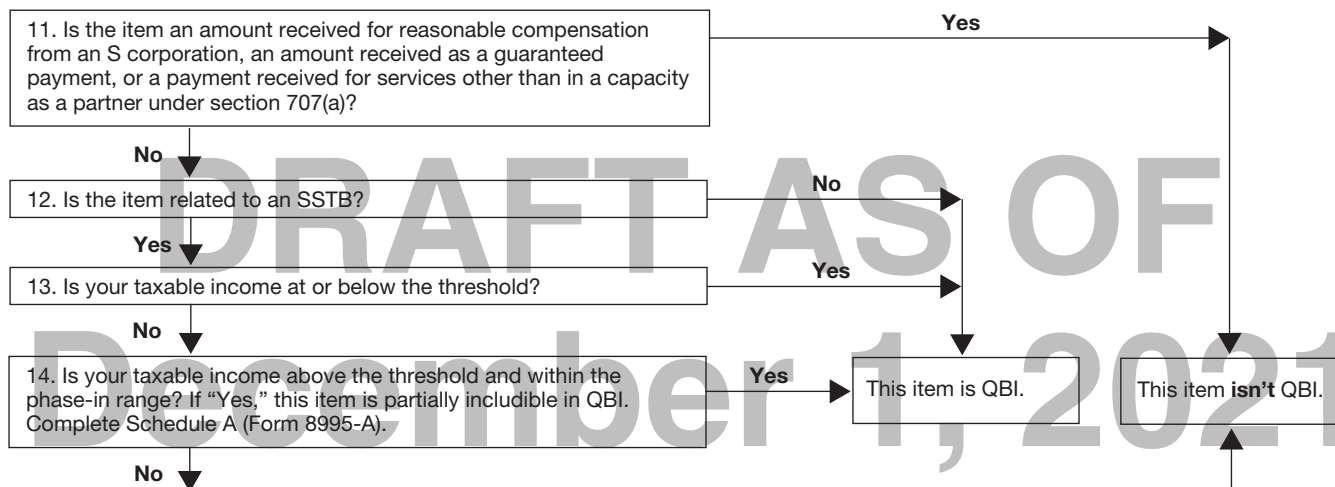 11. Is the item an amount received for reasonable compensation
from an S corporation, an amount received as a guaranteed
payment, or a payment received for services other than in a capacity
as a partner under section 707(a)?
Yes
No
12. Is the item related to an SSTB?
No
Yes
13. Is your taxable income at or below the threshold?
Yes
No
14. Is your taxable income above the threshold and within the
phase-in range? If “Yes,” this item is partially includible in QBI.
Complete Schedule A (Form 8995-A).
Yes
This item is QBI.
This item isn’t QBI.
No
DRAFT AS OF
December 1, 2021